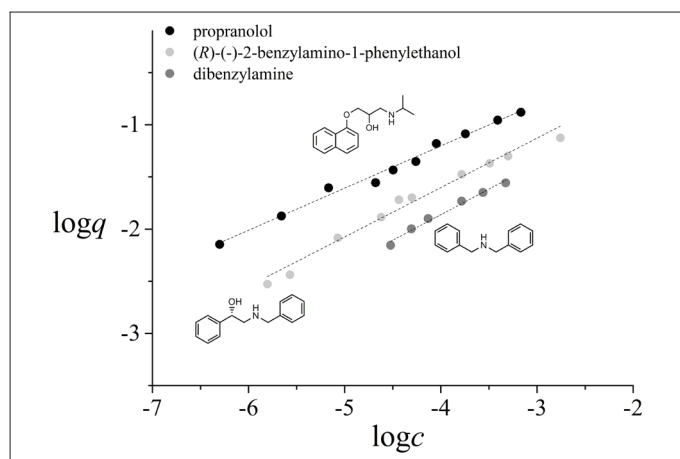 propranolol
(R)-(-)-2-benzylamino-1-phenylethanol
dibenzylamine
-1
-2
-3
logq
O
OH
H
N
H
N
OH
H
N
-7
-6
-5
-4
-3
-2
logc